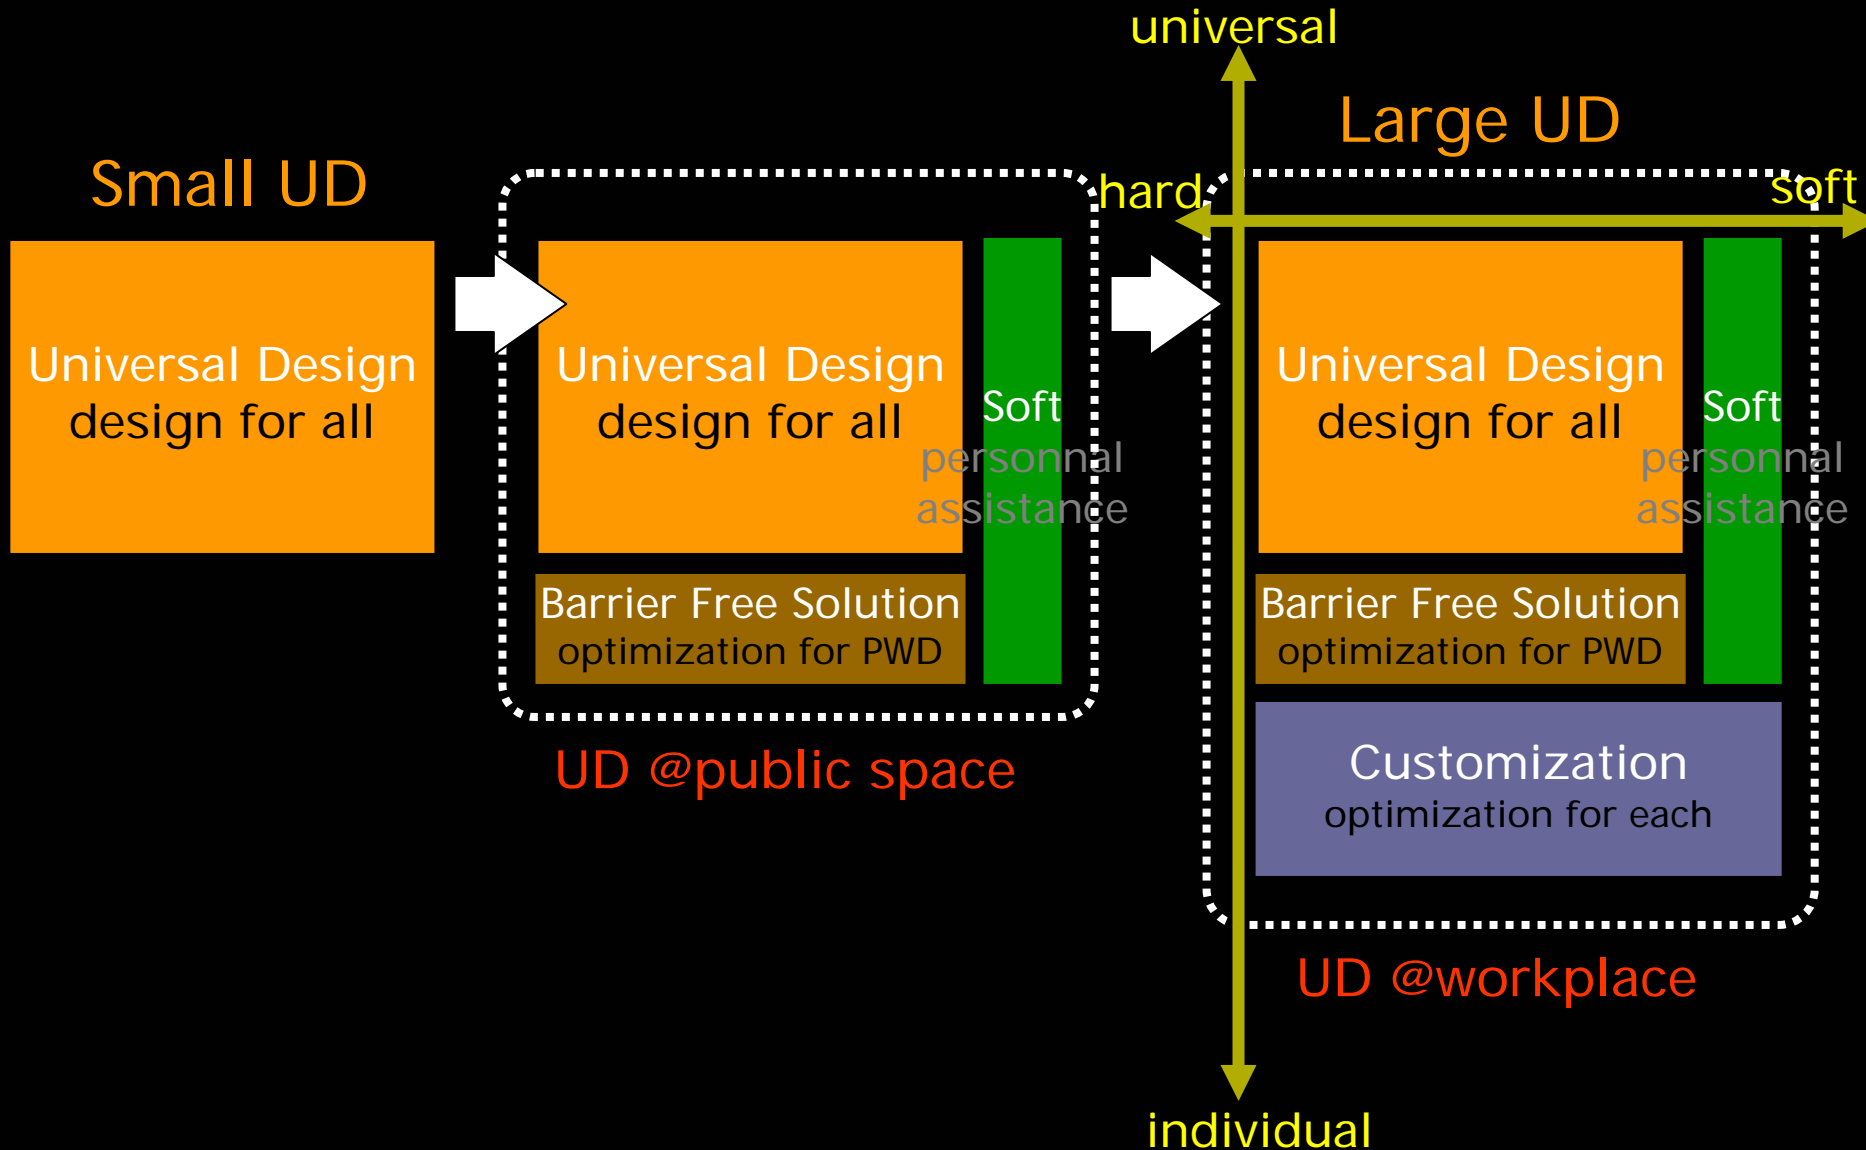 universal
Large UD
Small UD
hard
soft
Universal Design
design for all
Universal Design
design for all
Soft
personnal
assistance
Barrier Free Solution
optimization for PWD
UD @public space
Universal Design
design for all
Soft
personnal
assistance
Barrier Free Solution
optimization for PWD
Customization
optimization for each
UD @workplace
individual